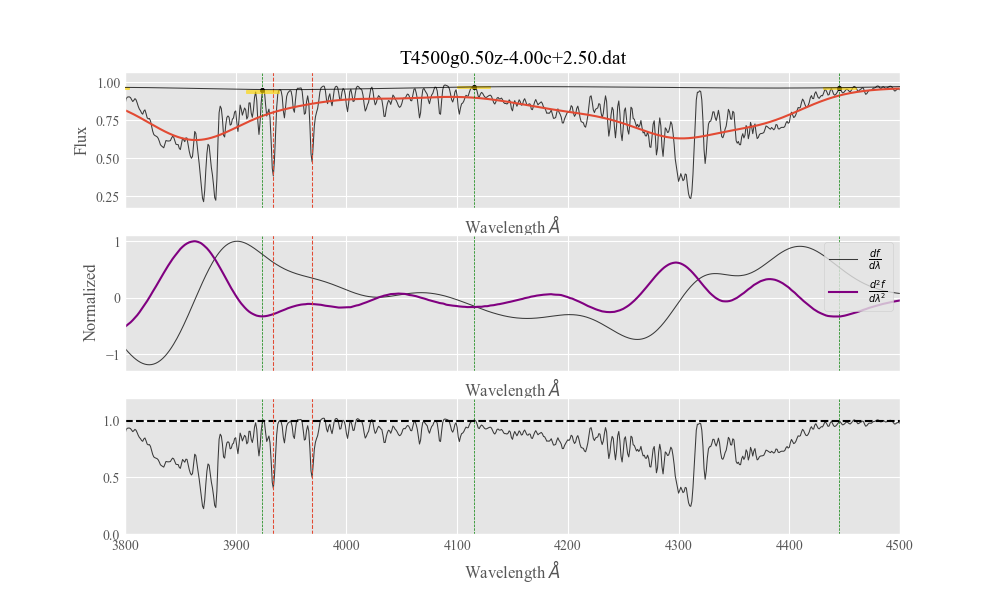 T4500g0.50z-4.00c+2.50.dat
1.00
0.75
0.50
0.25
Flux
Wavelength Å
1
0
−1
Normalized
df/dλ
d²f/dλ²
Wavelength Å
1.0
0.5
0.0
3800 3900 4000 4100 4200 4300 4400 4500
Wavelength Å